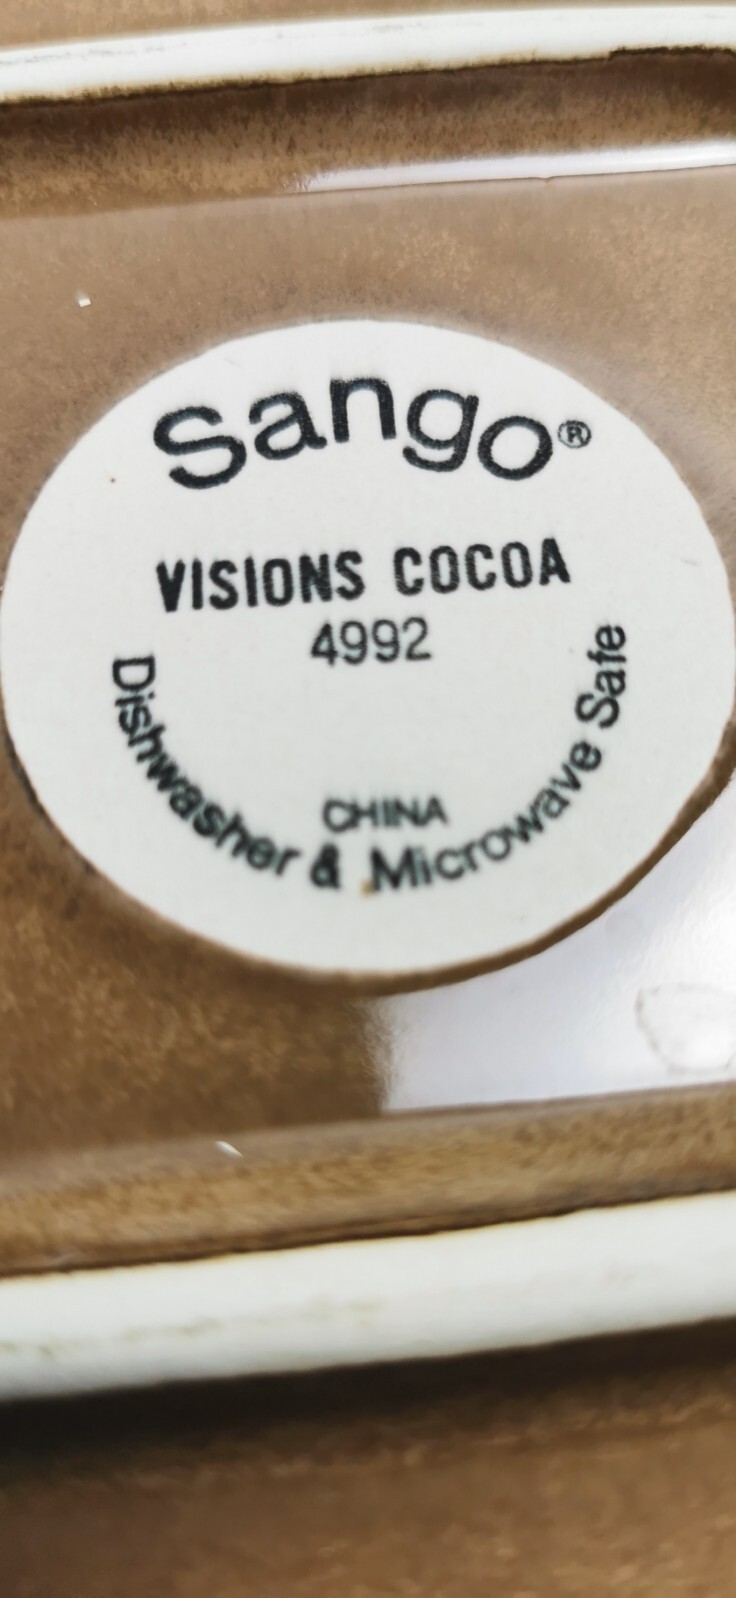 Sango®
VISIONS COCOA
4992
CHINA
Dishwasher & Microwave Safe